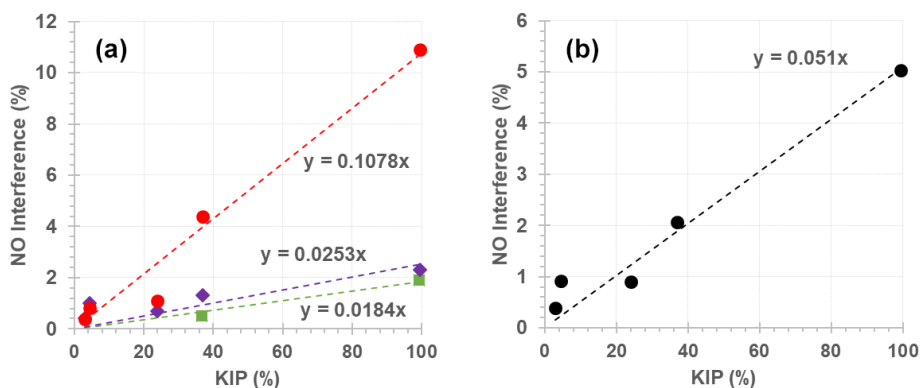 (a)
NO Interference (%)
12
10
8
6
4
2
0
y = 0.1078x
y = 0.0253x
y = 0.0184x
0 20 40 60 80 100
KIP (%)
(b)
NO Interference (%)
6
5
4
3
2
1
0
y = 0.051x
0 20 40 60 80 100
KIP (%)